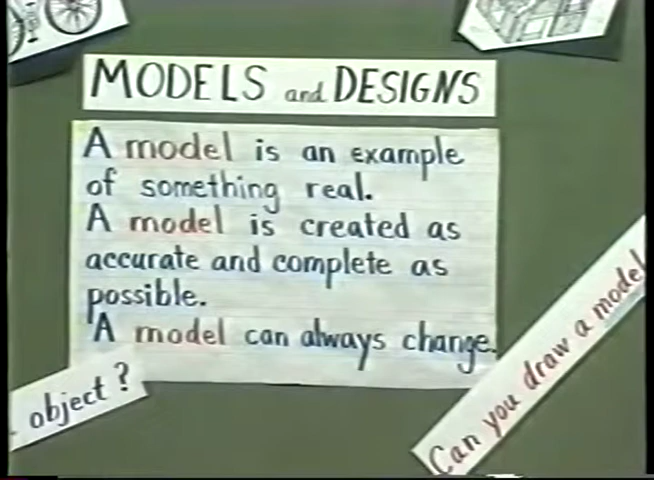 MODELS and DESIGNS
A model is an example
of something real.
A model is created as
accurate and complete as
possible.
A model can always change.
object?
Can you draw a model